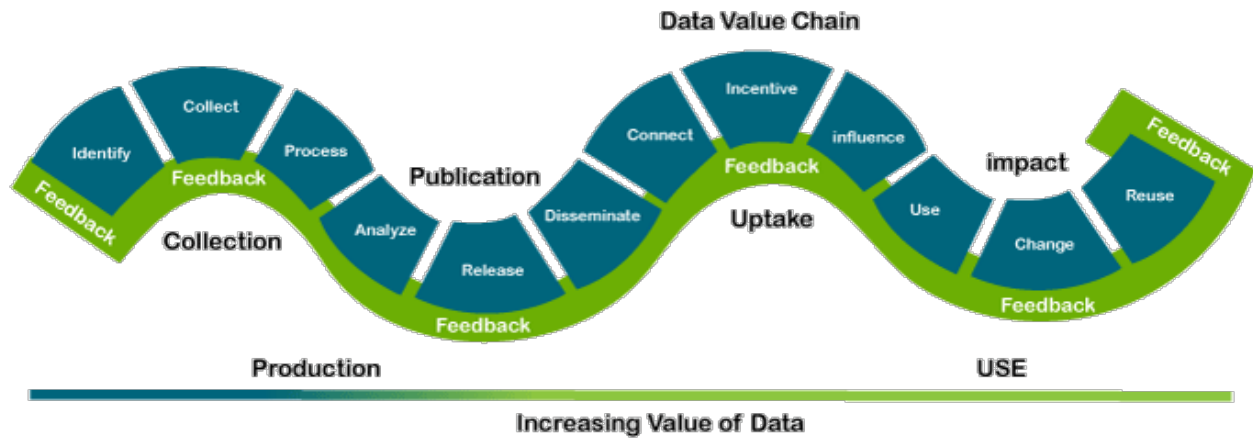 Data Value Chain
Identify
Collect
Process
Analyze
Release
Disseminate
Connect
Incentive
influence
Use
Change
Reuse
Feedback
Feedback
Feedback
Feedback
Feedback
Feedback
Collection
Publication
Uptake
impact
Production
USE
Increasing Value of Data